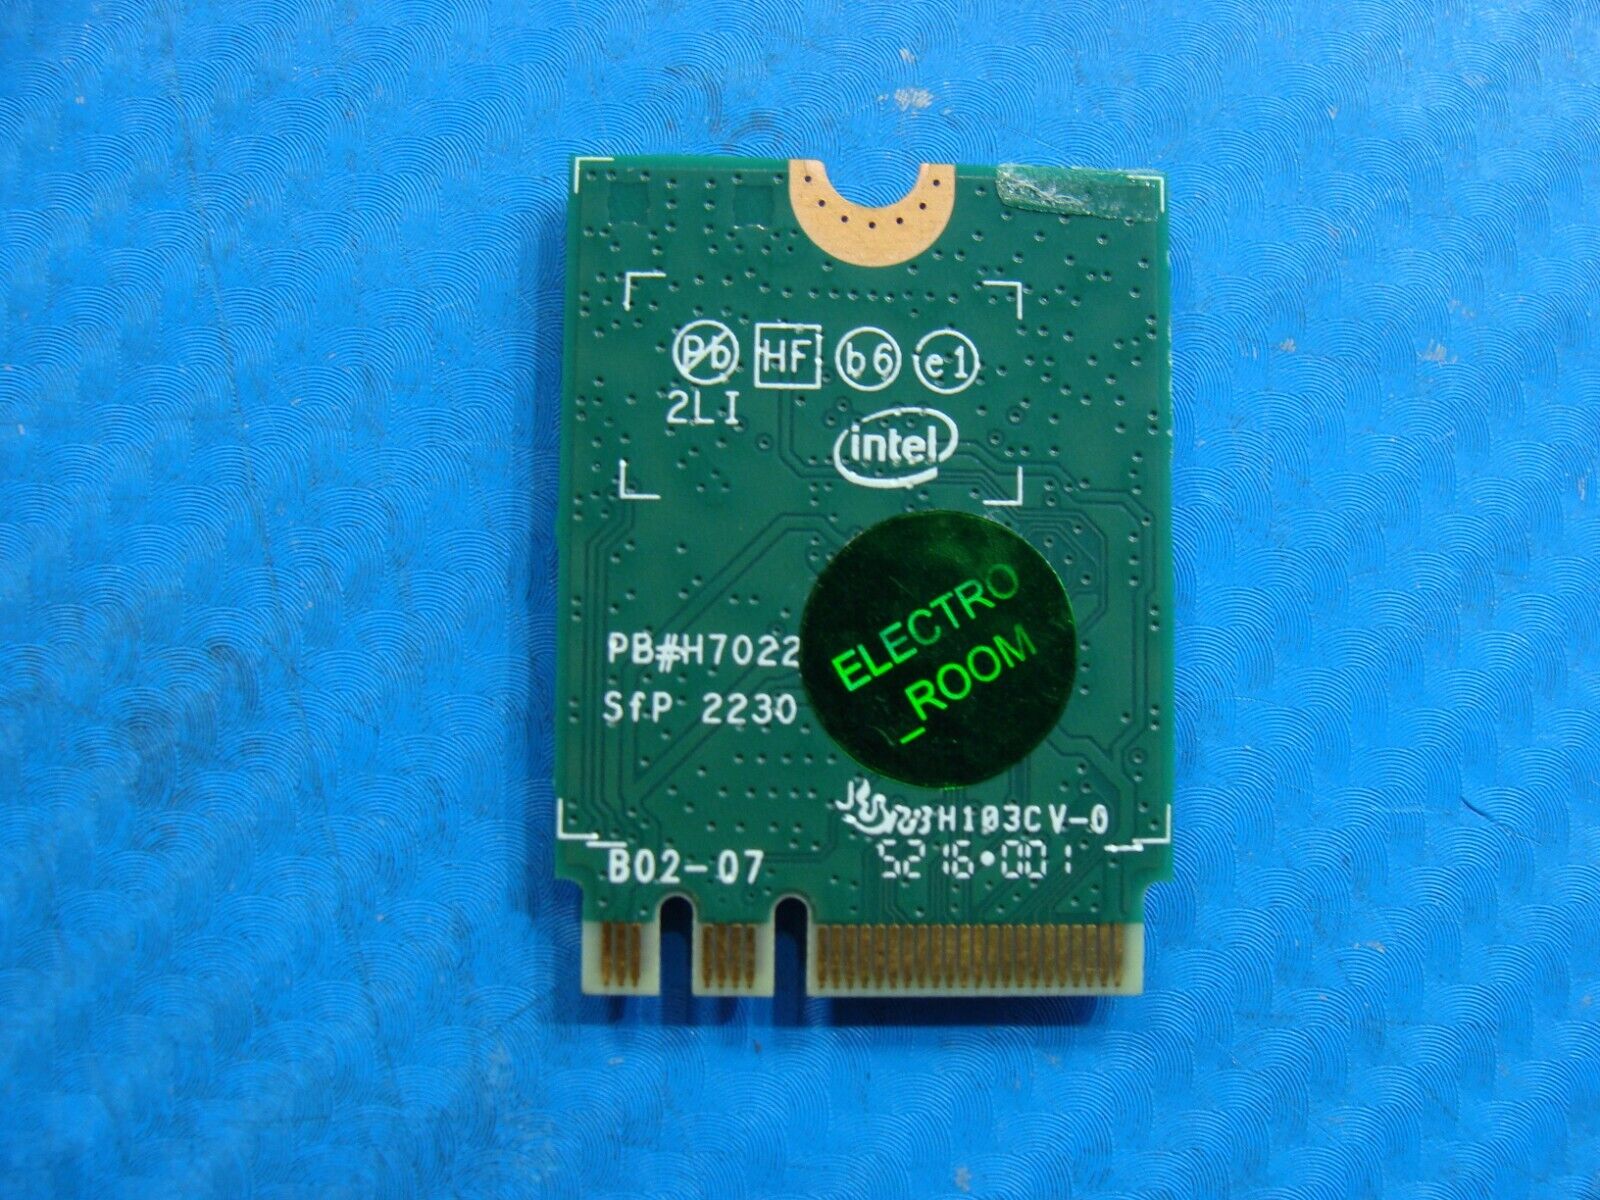 Pb HF b6 e1
2LI
intel
ELECTRO
_ROOM
PB#H7022
SfP 2230
H103CV-0
B02-07
5216•001